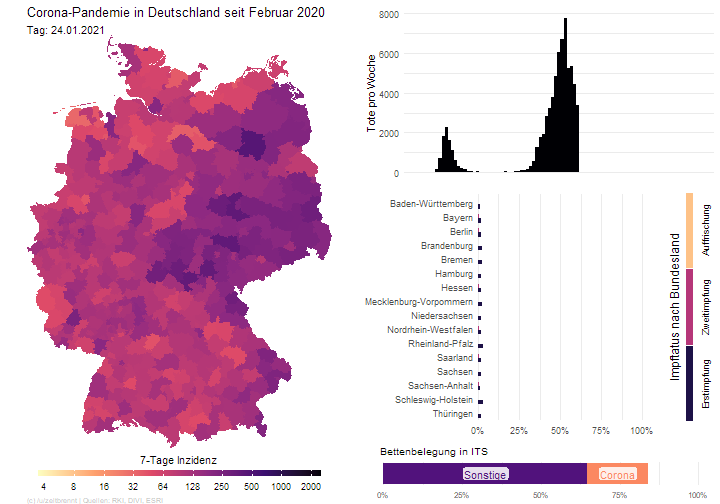 Corona-Pandemie in Deutschland seit Februar 2020
Tag: 24.01.2021
8000
6000
4000
2000
0
Tote pro Woche
Baden-Württemberg
Bayern
Berlin
Brandenburg
Bremen
Hamburg
Hessen
Mecklenburg-Vorpommern
Niedersachsen
Nordrhein-Westfalen
Rheinland-Pfalz
Saarland
Sachsen
Sachsen-Anhalt
Schleswig-Holstein
Thüringen
0% 25% 50% 75% 100%
Impfstatus nach Bundesland
Auffrischung
Zweitimpfung
Erstimpfung
7-Tage Inzidenz
4 8 16 32 64 132 250 500 1000 2000
Bettenbelegung in ITS
Sonstige
Corona
0% 25% 50% 75% 100%
Quellen: RKI, DIVI, ESRI